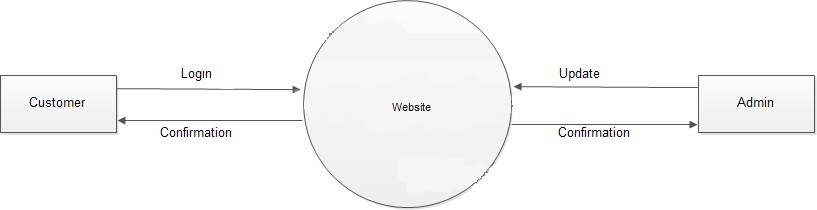 Login
Update
Customer
Website
Admin
Confirmation
Confirmation